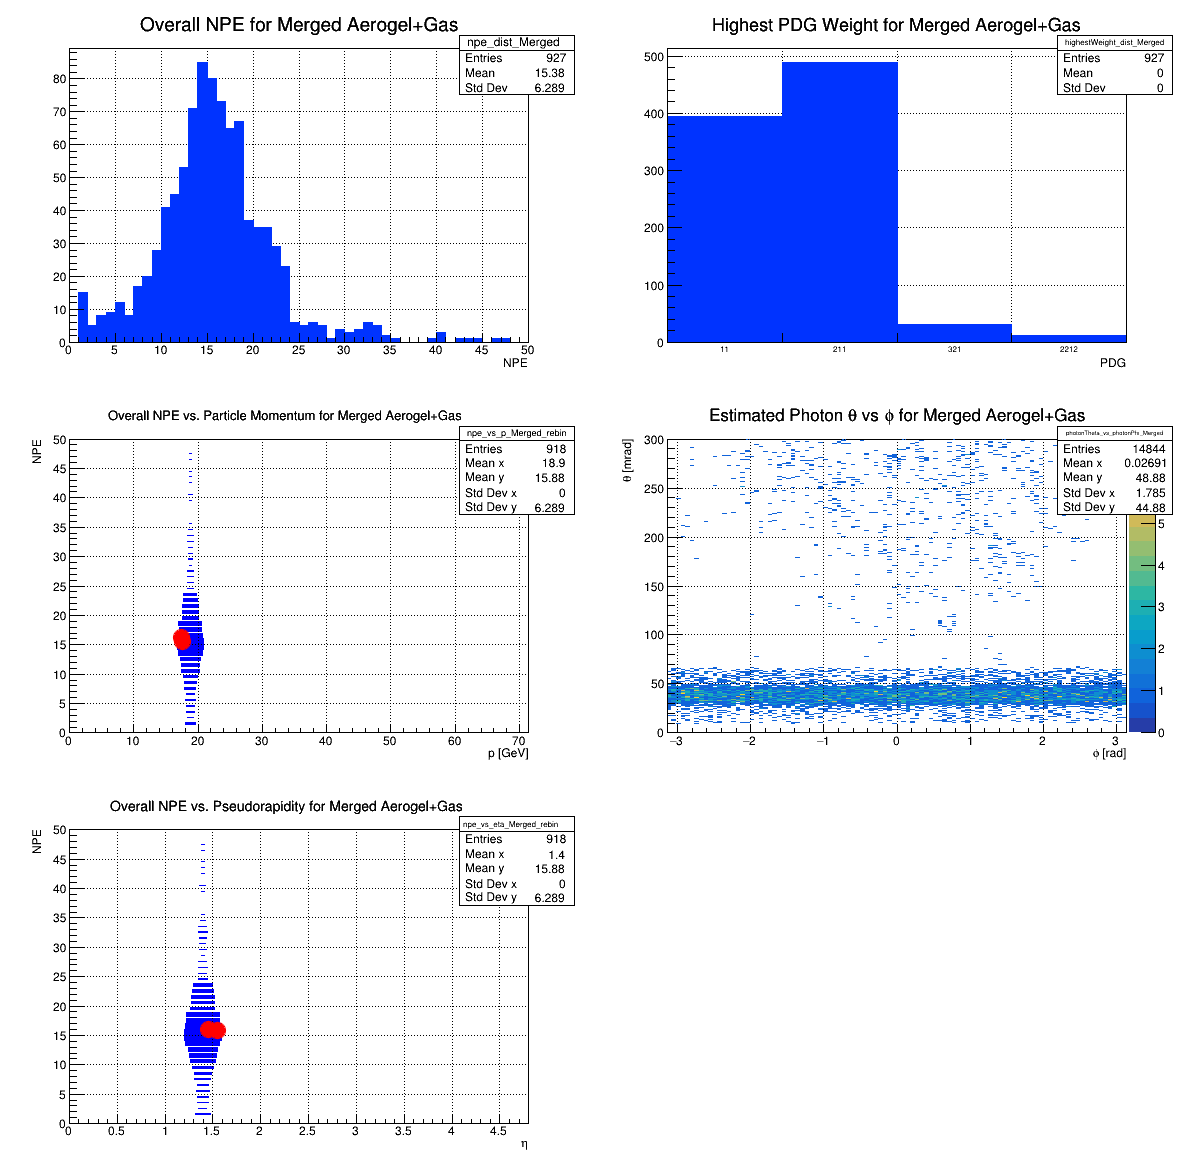 Overall NPE for Merged Aerogel+Gas
npe_dist_Merged
Entries 927
Mean 15.38
Std Dev 6.289
80
70
60
50
40
30
20
10
0
0 5 10 15 20 25 30 35 40 45 50
NPE
Highest PDG Weight for Merged Aerogel+Gas
highestWeight_dist_Merged
Entries 927
Mean 0
Std Dev 0
500
400
300
200
100
0
11 211 321 2212
PDG
Overall NPE vs. Particle Momentum for Merged Aerogel+Gas
npe_vs_p_Merged_rebin
Entries 918
Mean x 18.9
Mean y 15.88
Std Dev x 0
Std Dev y 6.289
NPE
50
45
40
35
30
25
20
15
10
5
0
0 10 20 30 40 50 60 70
p [GeV]
Estimated Photon θ vs ϕ for Merged Aerogel+Gas
photonTheta_vs_photonPhi_Merged
Entries 14844
Mean x 0.02691
Mean y 48.88
Std Dev x 1.785
Std Dev y 44.88
θ [mrad]
300
250
200
150
100
50
0
−3 −2 −1 0 1 2 3
ϕ [rad]
5
4
3
2
1
0
Overall NPE vs. Pseudorapidity for Merged Aerogel+Gas
npe_vs_eta_Merged_rebin
Entries 918
Mean x 1.4
Mean y 15.88
Std Dev x 0
Std Dev y 6.289
NPE
50
45
40
35
30
25
20
15
10
5
0
0 0.5 1 1.5 2 2.5 3 3.5 4 4.5
η